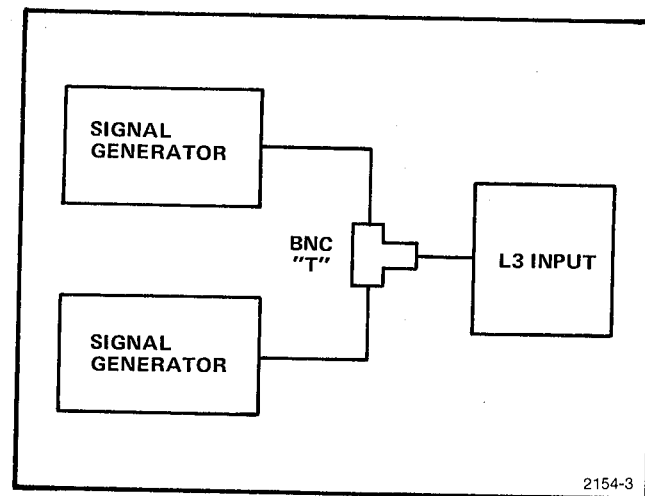 SIGNAL
GENERATOR
BNC
"T"
L3 INPUT
SIGNAL
GENERATOR
2154-3